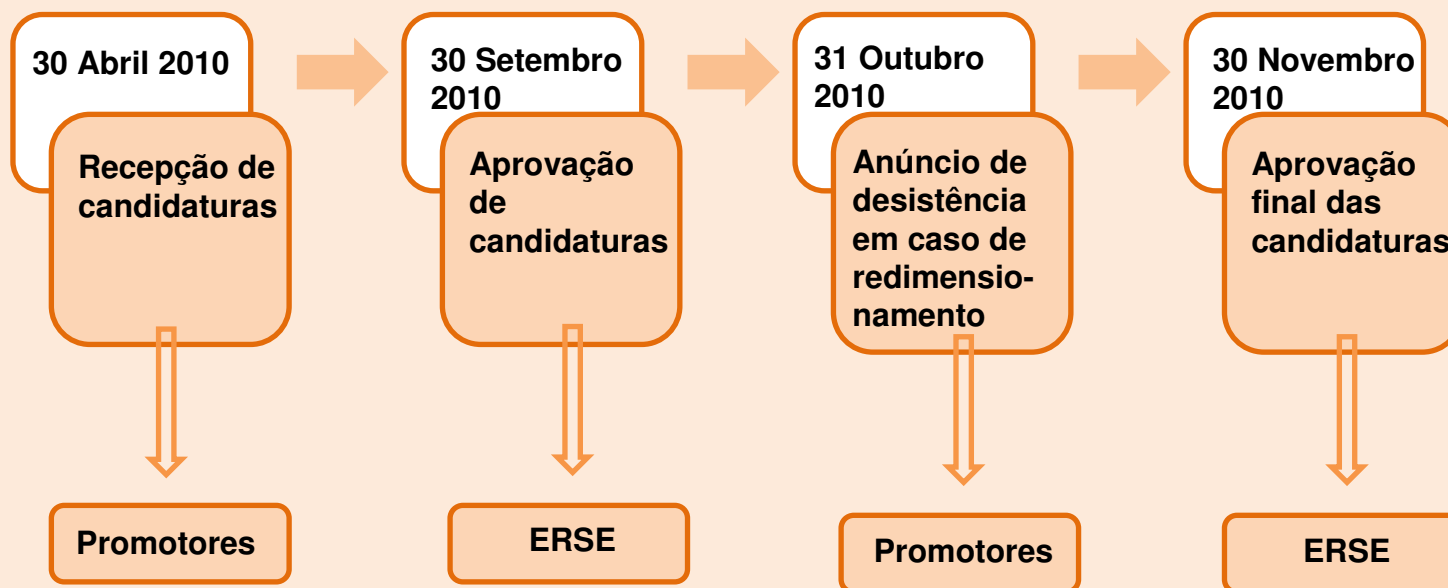 30 Abril 2010
Recepção de
candidaturas
Promotores
30 Setembro
2010
Aprovação
de
candidaturas
ERSE
31 Outubro
2010
Anúncio de
desistência
em caso de
redimensio-
namento
Promotores
30 Novembro
2010
Aprovação
final das
candidaturas
ERSE